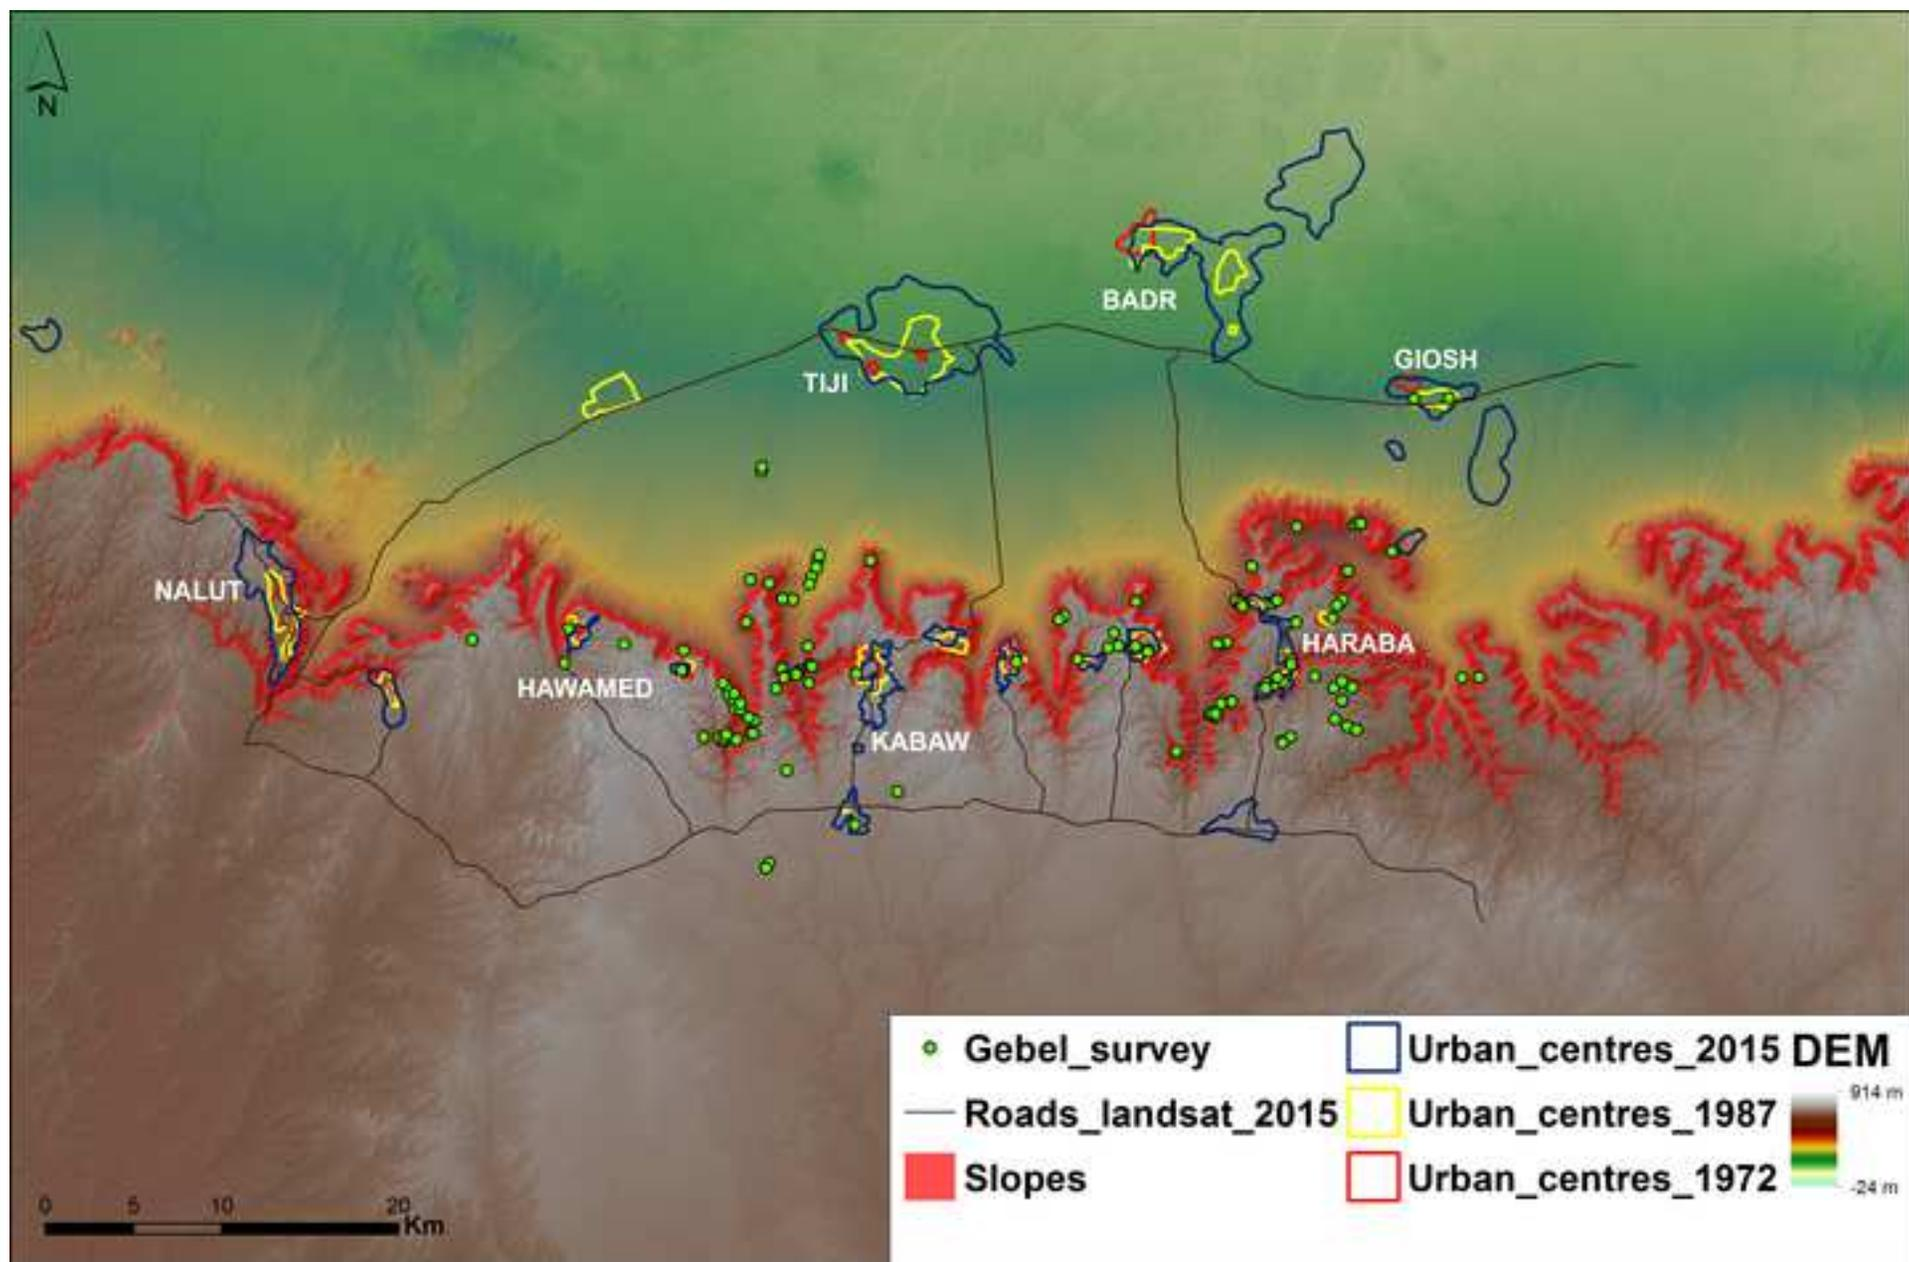 N
BADR
GIOSH
TIJI
NALUT
HARABA
HAWAMED
KABAW
Gebel_survey
Roads_landsat_2015
Slopes
Urban_centres_2015
Urban_centres_1987
Urban_centres_1972
DEM
914 m
-24 m
0 5 10 20
Km